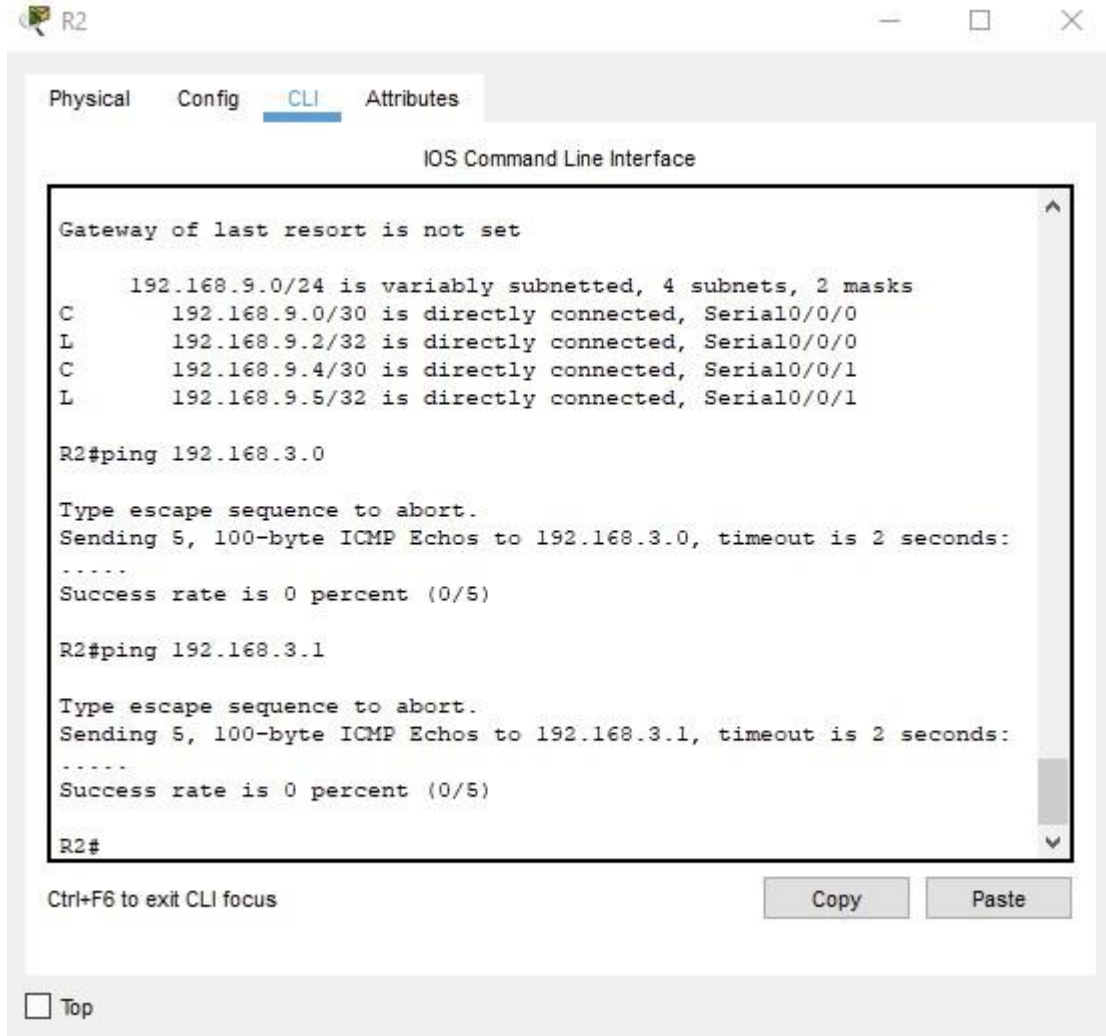 R2
Physical Config CLI Attributes
IOS Command Line Interface
Gateway of last resort is not set
192.168.9.0/24 is variably subnetted, 4 subnets, 2 masks
C 192.168.9.0/30 is directly connected, Serial0/0/0
L 192.168.9.2/32 is directly connected, Serial0/0/0
C 192.168.9.4/30 is directly connected, Serial0/0/1
L 192.168.9.5/32 is directly connected, Serial0/0/1
R2#ping 192.168.3.0
Type escape sequence to abort.
Sending 5, 100-byte ICMP Echos to 192.168.3.0, timeout is 2 seconds:
.....
Success rate is 0 percent (0/5)
R2#ping 192.168.3.1
Type escape sequence to abort.
Sending 5, 100-byte ICMP Echos to 192.168.3.1, timeout is 2 seconds:
.....
Success rate is 0 percent (0/5)
R2#
Ctrl+F6 to exit CLI focus Copy Paste
Top